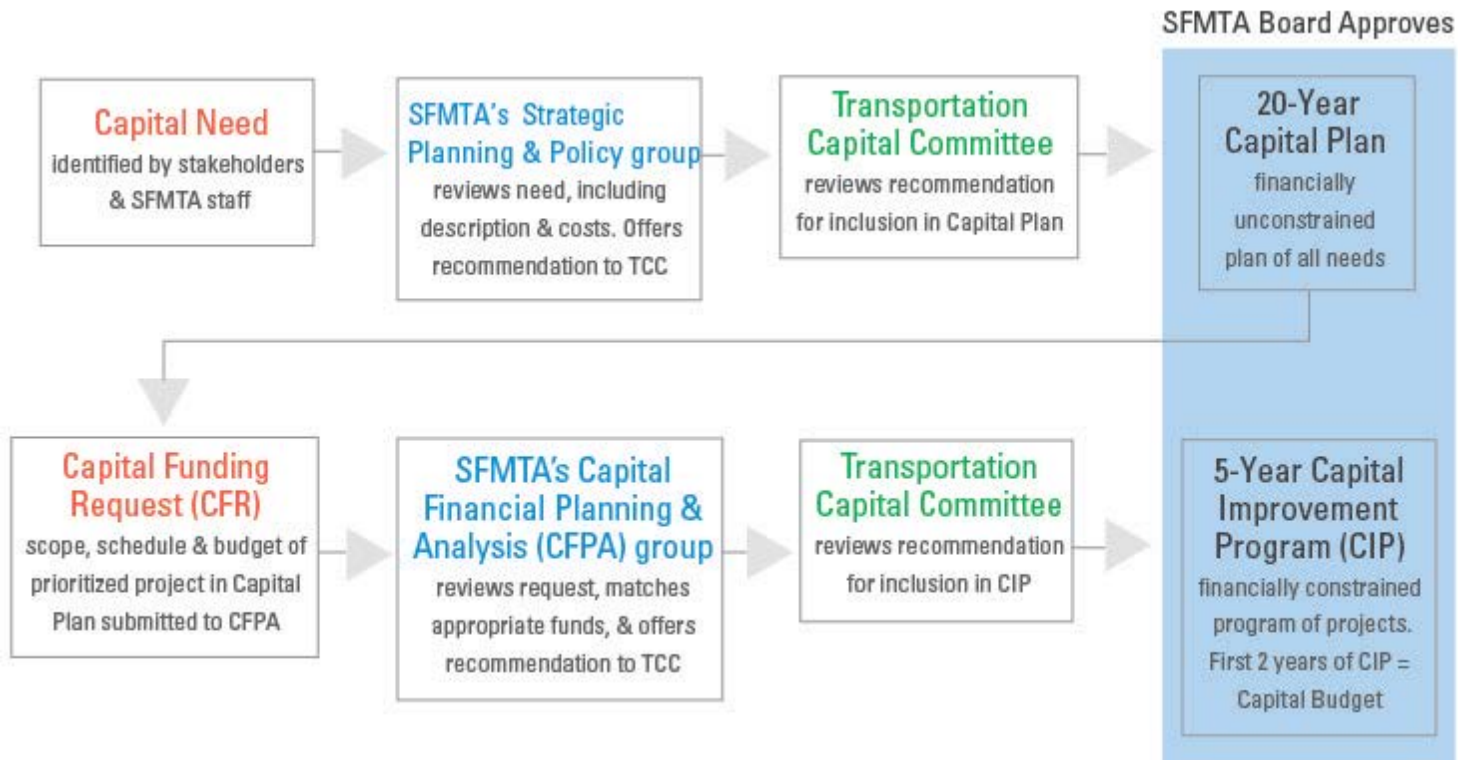 SFMTA Board Approves
Capital Need
identified by stakeholders
& SFMTA staff
SFMTA's Strategic
Planning & Policy group
reviews need, including
description & costs. Offers
recommendation to TCC
Transportation
Capital Committee
reviews recommendation
for inclusion in Capital Plan
20-Year
Capital Plan
financially
unconstrained
plan of all needs
Capital Funding
Request (CFR)
scope, schedule & budget of
prioritized project in Capital
Plan submitted to CFPA
SFMTA's Capital
Financial Planning &
Analysis (CFPA) group
reviews request, matches
appropriate funds, & offers
recommendation to TCC
Transportation
Capital Committee
reviews recommendation
for inclusion in CIP
5-Year Capital
Improvement
Program (CIP)
financially constrained
program of projects.
First 2 years of CIP =
Capital Budget